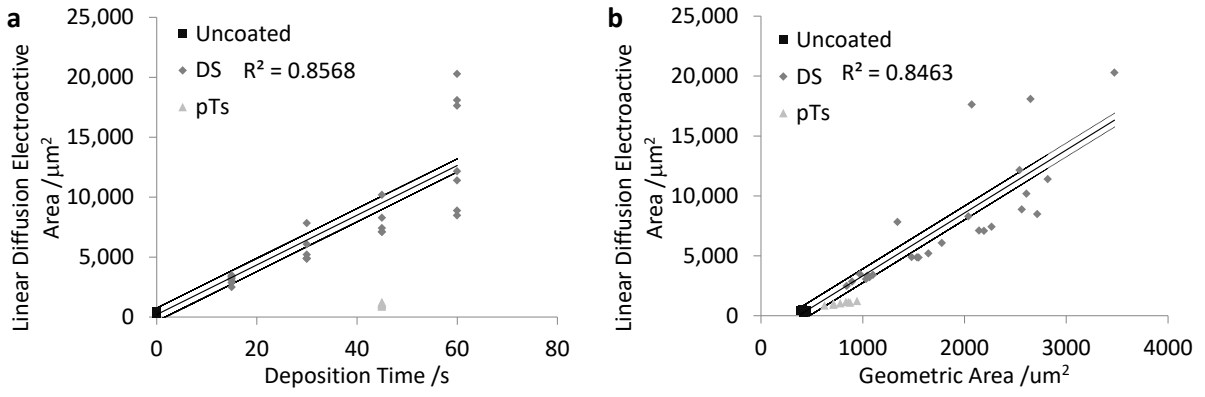 a
Linear Diffusion Electroactive
Area /μm²
25,000
20,000
15,000
10,000
5,000
0
Uncoated
DS R² = 0.8568
pTs
0 20 40 60 80
Deposition Time /s
b
Linear Diffusion Electroactive
Area /μm²
25,000
20,000
15,000
10,000
5,000
0
Uncoated
DS R² = 0.8463
pTs
0 1000 2000 3000 4000
Geometric Area /um²